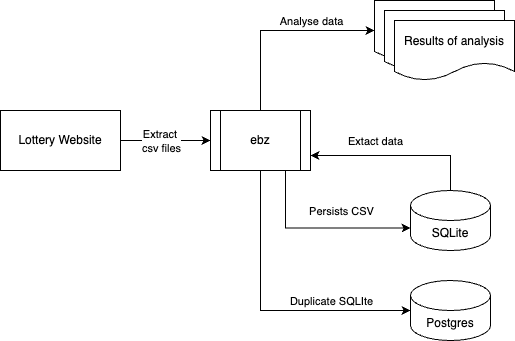 Analyse data
Results of analysis
Lottery Website
Extract
csv files
ebz
Extact data
Persists CSV
SQLite
Duplicate SQLIte
Postgres